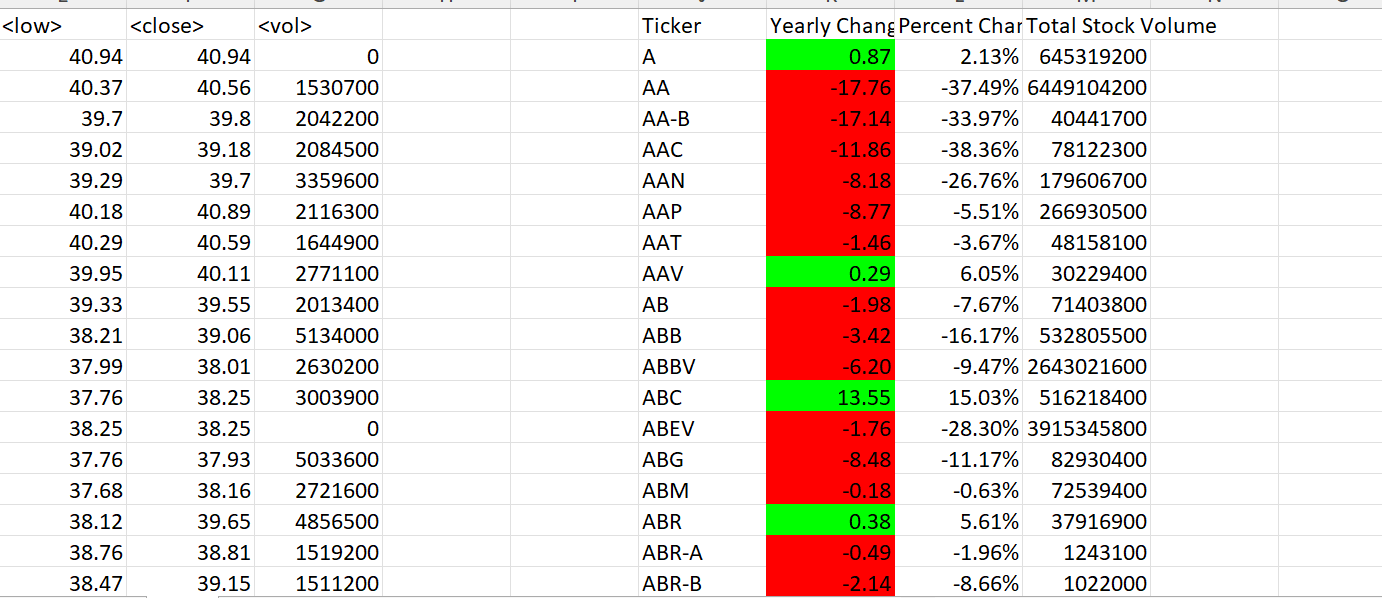 <low> <close> <vol> Ticker Yearly Chang Percent Char Total Stock Volume
40.94 40.94 0 A 0.87 2.13% 645319200
40.37 40.56 1530700 AA -17.76 -37.49% 6449104200
39.7 39.8 2042200 AA-B -17.14 -33.97% 40441700
39.02 39.18 2084500 AAC -11.86 -38.36% 78122300
39.29 39.7 3359600 AAN -8.18 -26.76% 179606700
40.18 40.89 2116300 AAP -8.77 -5.51% 266930500
40.29 40.59 1644900 AAT -1.46 -3.67% 48158100
39.95 40.11 2771100 AAV 0.29 6.05% 30229400
39.33 39.55 2013400 AB -1.98 -7.67% 71403800
38.21 39.06 5134000 ABB -3.42 -16.17% 532805500
37.99 38.01 2630200 ABBV -6.20 -9.47% 2643021600
37.76 38.25 3003900 ABC 13.55 15.03% 516218400
38.25 38.25 0 ABEV -1.76 -28.30% 3915345800
37.76 37.93 5033600 ABG -8.48 -11.17% 82930400
37.68 38.16 2721600 ABM -0.18 -0.63% 72539400
38.12 39.65 4856500 ABR 0.38 5.61% 37916900
38.76 38.81 1519200 ABR-A -0.49 -1.96% 1243100
38.47 39.15 1511200 ABR-B -2.14 -8.66% 1022000